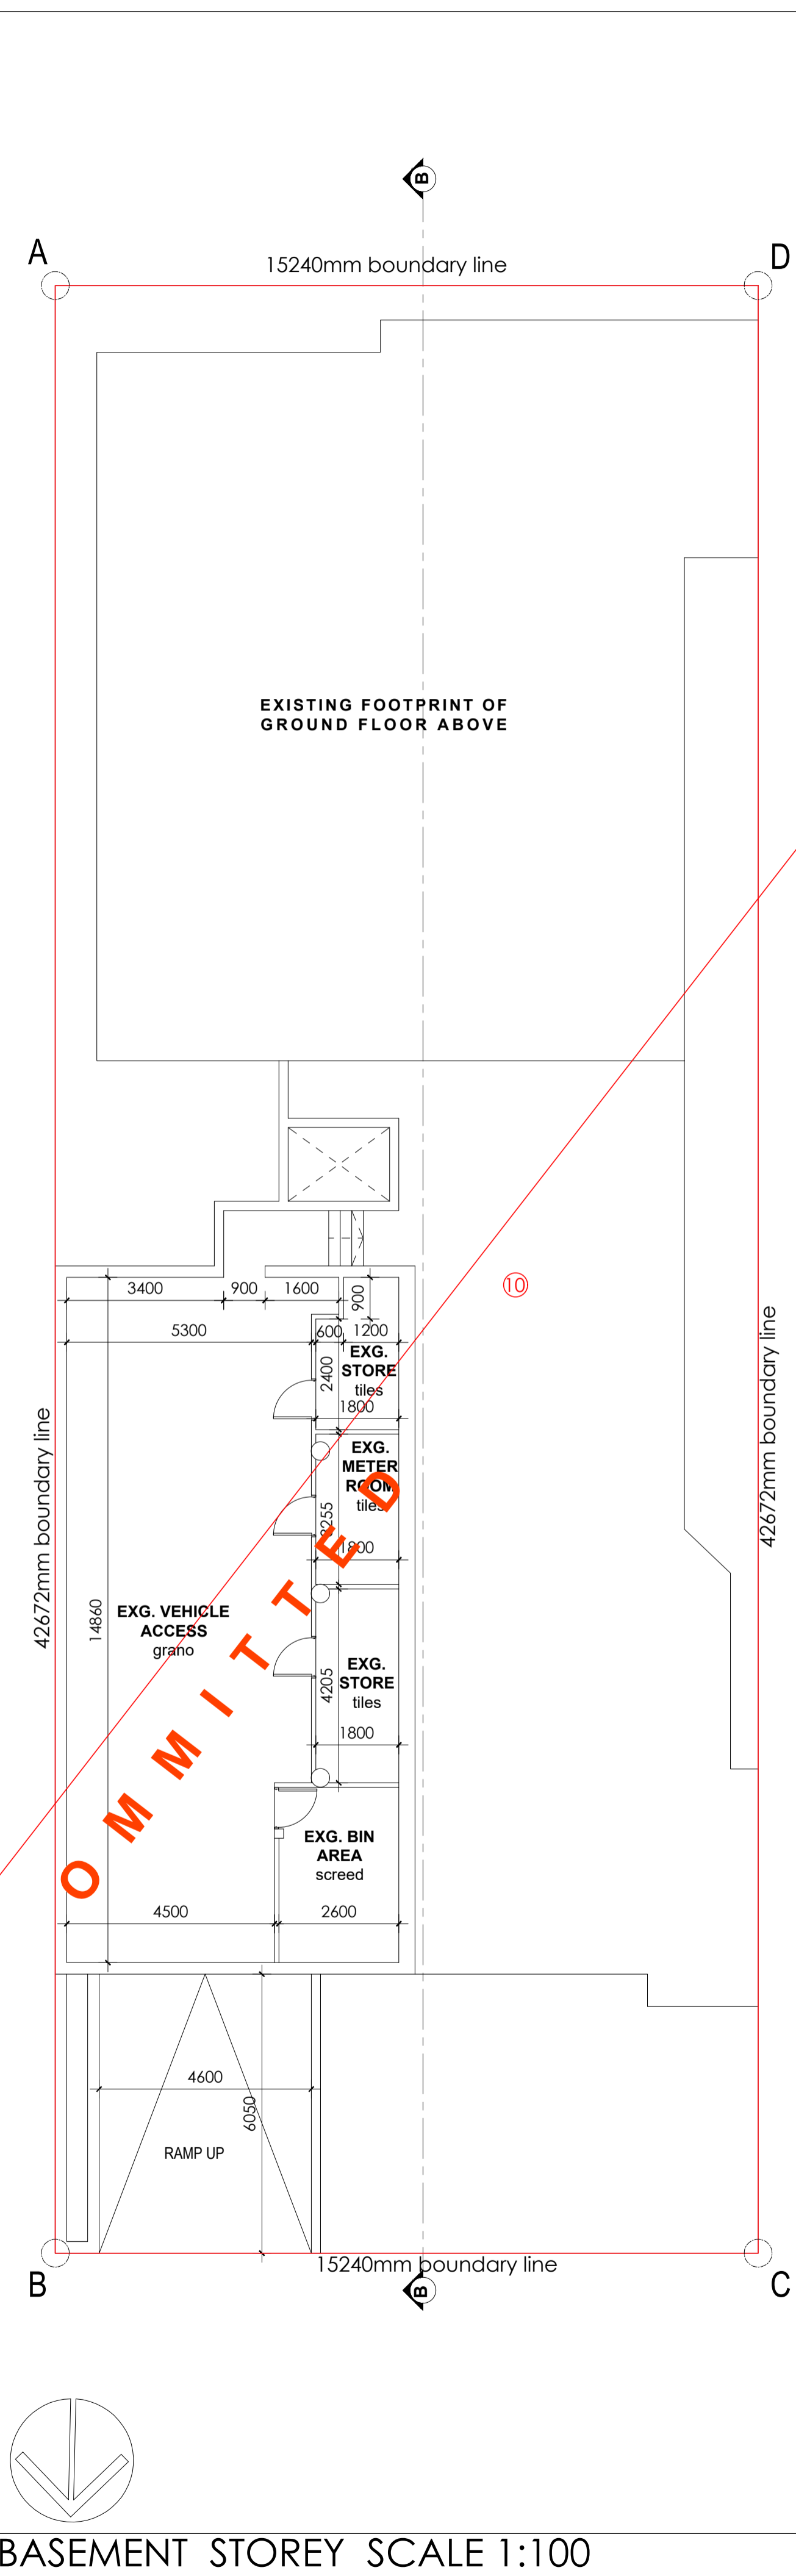 B
A
D
15240mm boundary line
EXISTING FOOTPRINT OF
GROUND FLOOR ABOVE
10
3400
900
1600
900
5300
600
1200
EXG.
STORE
tiles
2400
1800
EXG.
METER
ROOM
tiles
3255
1800
42672mm boundary line
42672mm boundary line
14860
EXG. VEHICLE
ACCESS
grano
EXG.
STORE
tiles
4205
1800
OMMITTED
EXG. BIN
AREA
screed
4500
2600
4600
6050
RAMP UP
15240mm boundary line
B
C
B
BASEMENT STOREY SCALE 1:100